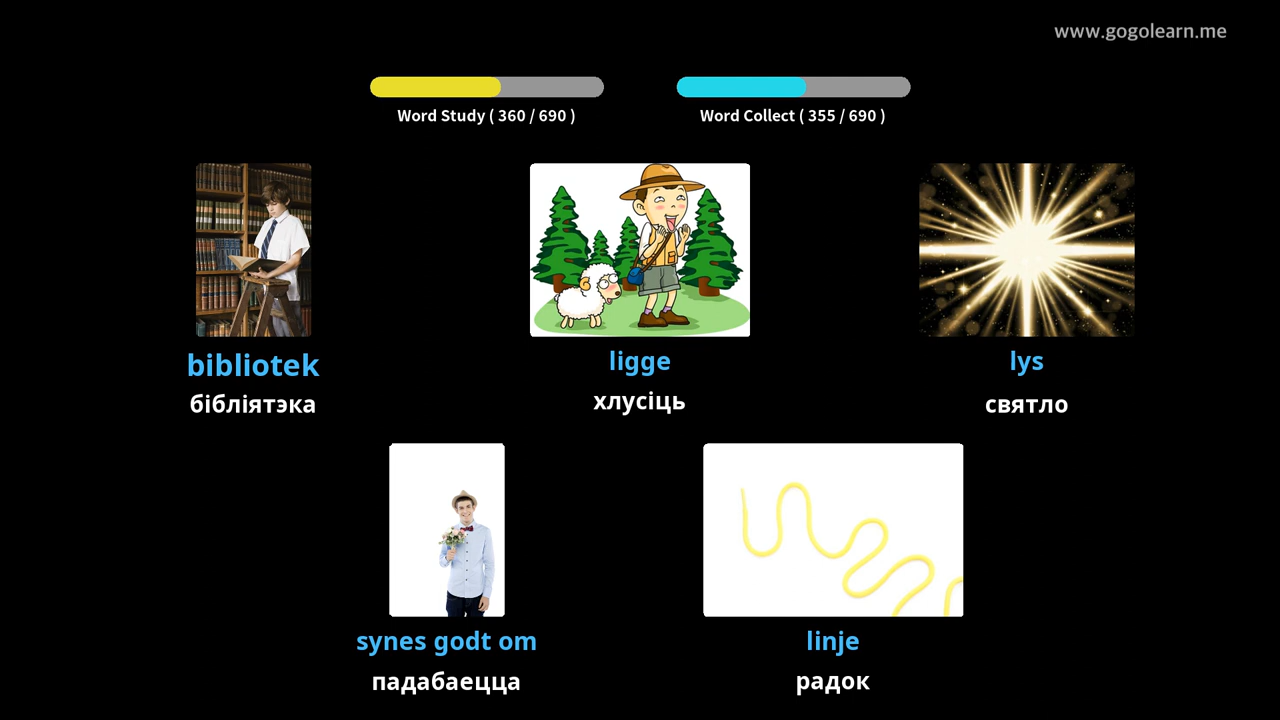 www.gogolearn.me
Word Study ( 360 / 690 )
Word Collect ( 355 / 690 )
bibliotek
бібліятэка
ligge
хлусіць
lys
святло
synes godt om
падабаецца
linje
радок